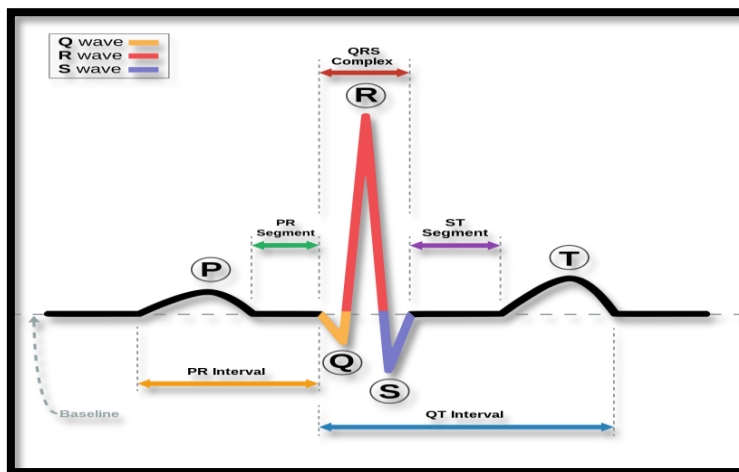 Q wave
R wave
S wave
QRS
Complex
R
PR
Segment
ST
Segment
P
T
Q
S
PR Interval
QT Interval
Baseline